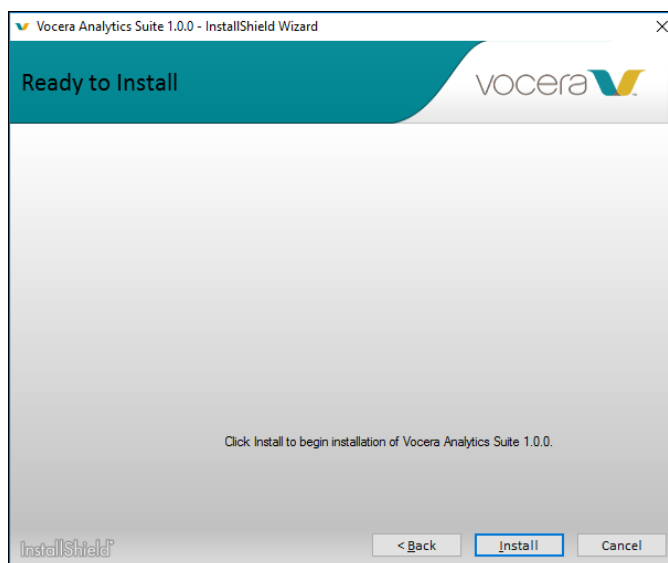 Vocera Analytics Suite 1.0.0 - InstallShield Wizard
Ready to Install
vocera
Click Install to begin installation of Vocera Analytics Suite 1.0.0.
InstallShield
< Back
Install
Cancel